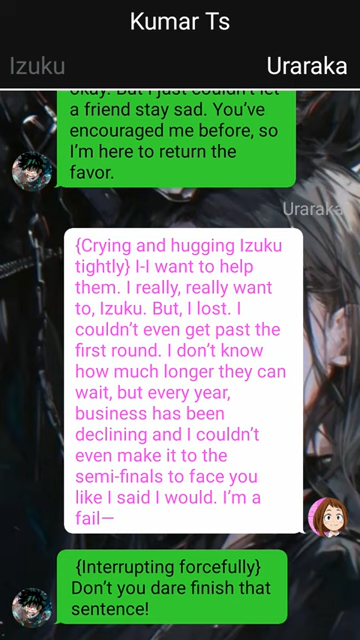 Kumar Ts
Izuku
Uraraka
okay. But I just couldn't let
a friend stay sad. You've
encouraged me before, so
I'm here to return the
favor.
Uraraka
{Crying and hugging Izuku
tightly} I-I want to help
them. I really, really want
to, Izuku. But, I lost. I
couldn't even get past the
first round. I don't know
how much longer they can
wait, but every year,
business has been
declining and I couldn't
even make it to the
semi-finals to face you
like I said I would. I'm a
fail—
{Interrupting forcefully}
Don't you dare finish that
sentence!